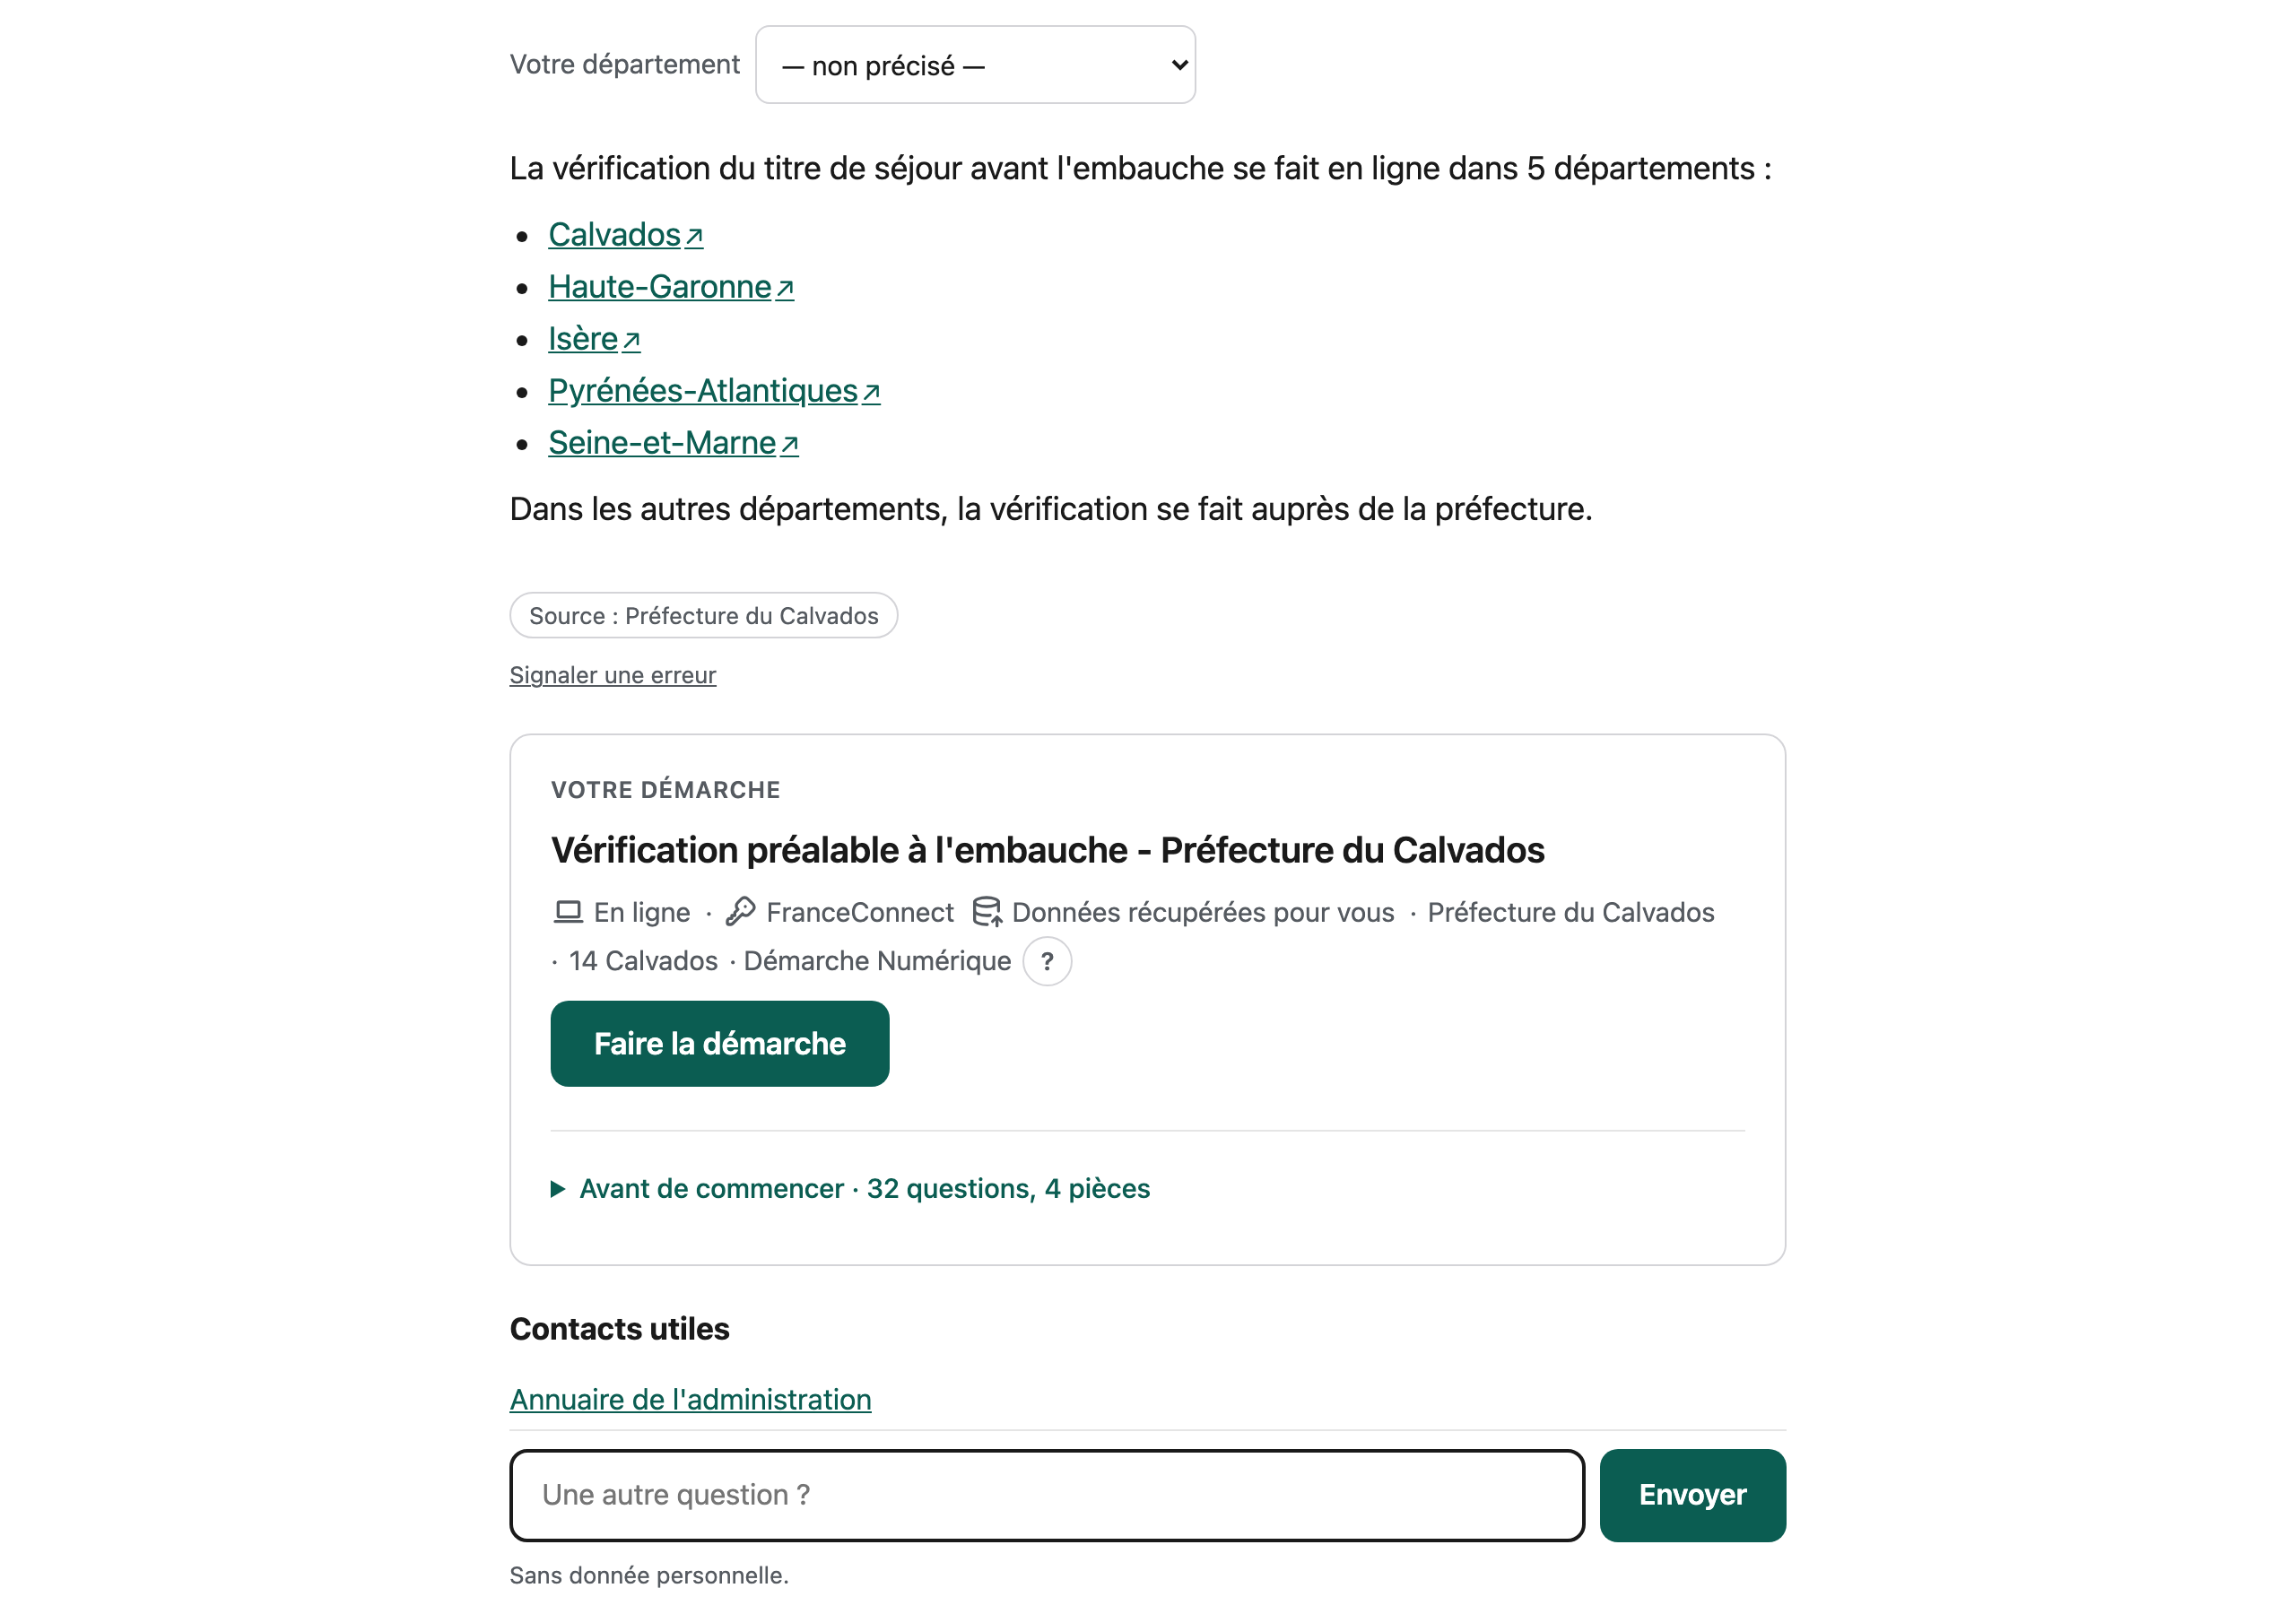 Votre département — non précisé —
La vérification du titre de séjour avant l'embauche se fait en ligne dans 5 départements :
• Calvados↗
• Haute-Garonne↗
• Isère↗
• Pyrénées-Atlantiques↗
• Seine-et-Marne↗
Dans les autres départements, la vérification se fait auprès de la préfecture.
Source : Préfecture du Calvados
Signaler une erreur
VOTRE DÉMARCHE
Vérification préalable à l'embauche - Préfecture du Calvados
En ligne · FranceConnect Données récupérées pour vous · Préfecture du Calvados
· 14 Calvados · Démarche Numérique ?
Faire la démarche
▶ Avant de commencer · 32 questions, 4 pièces
Contacts utiles
Annuaire de l'administration
Une autre question ? Envoyer
Sans donnée personnelle.